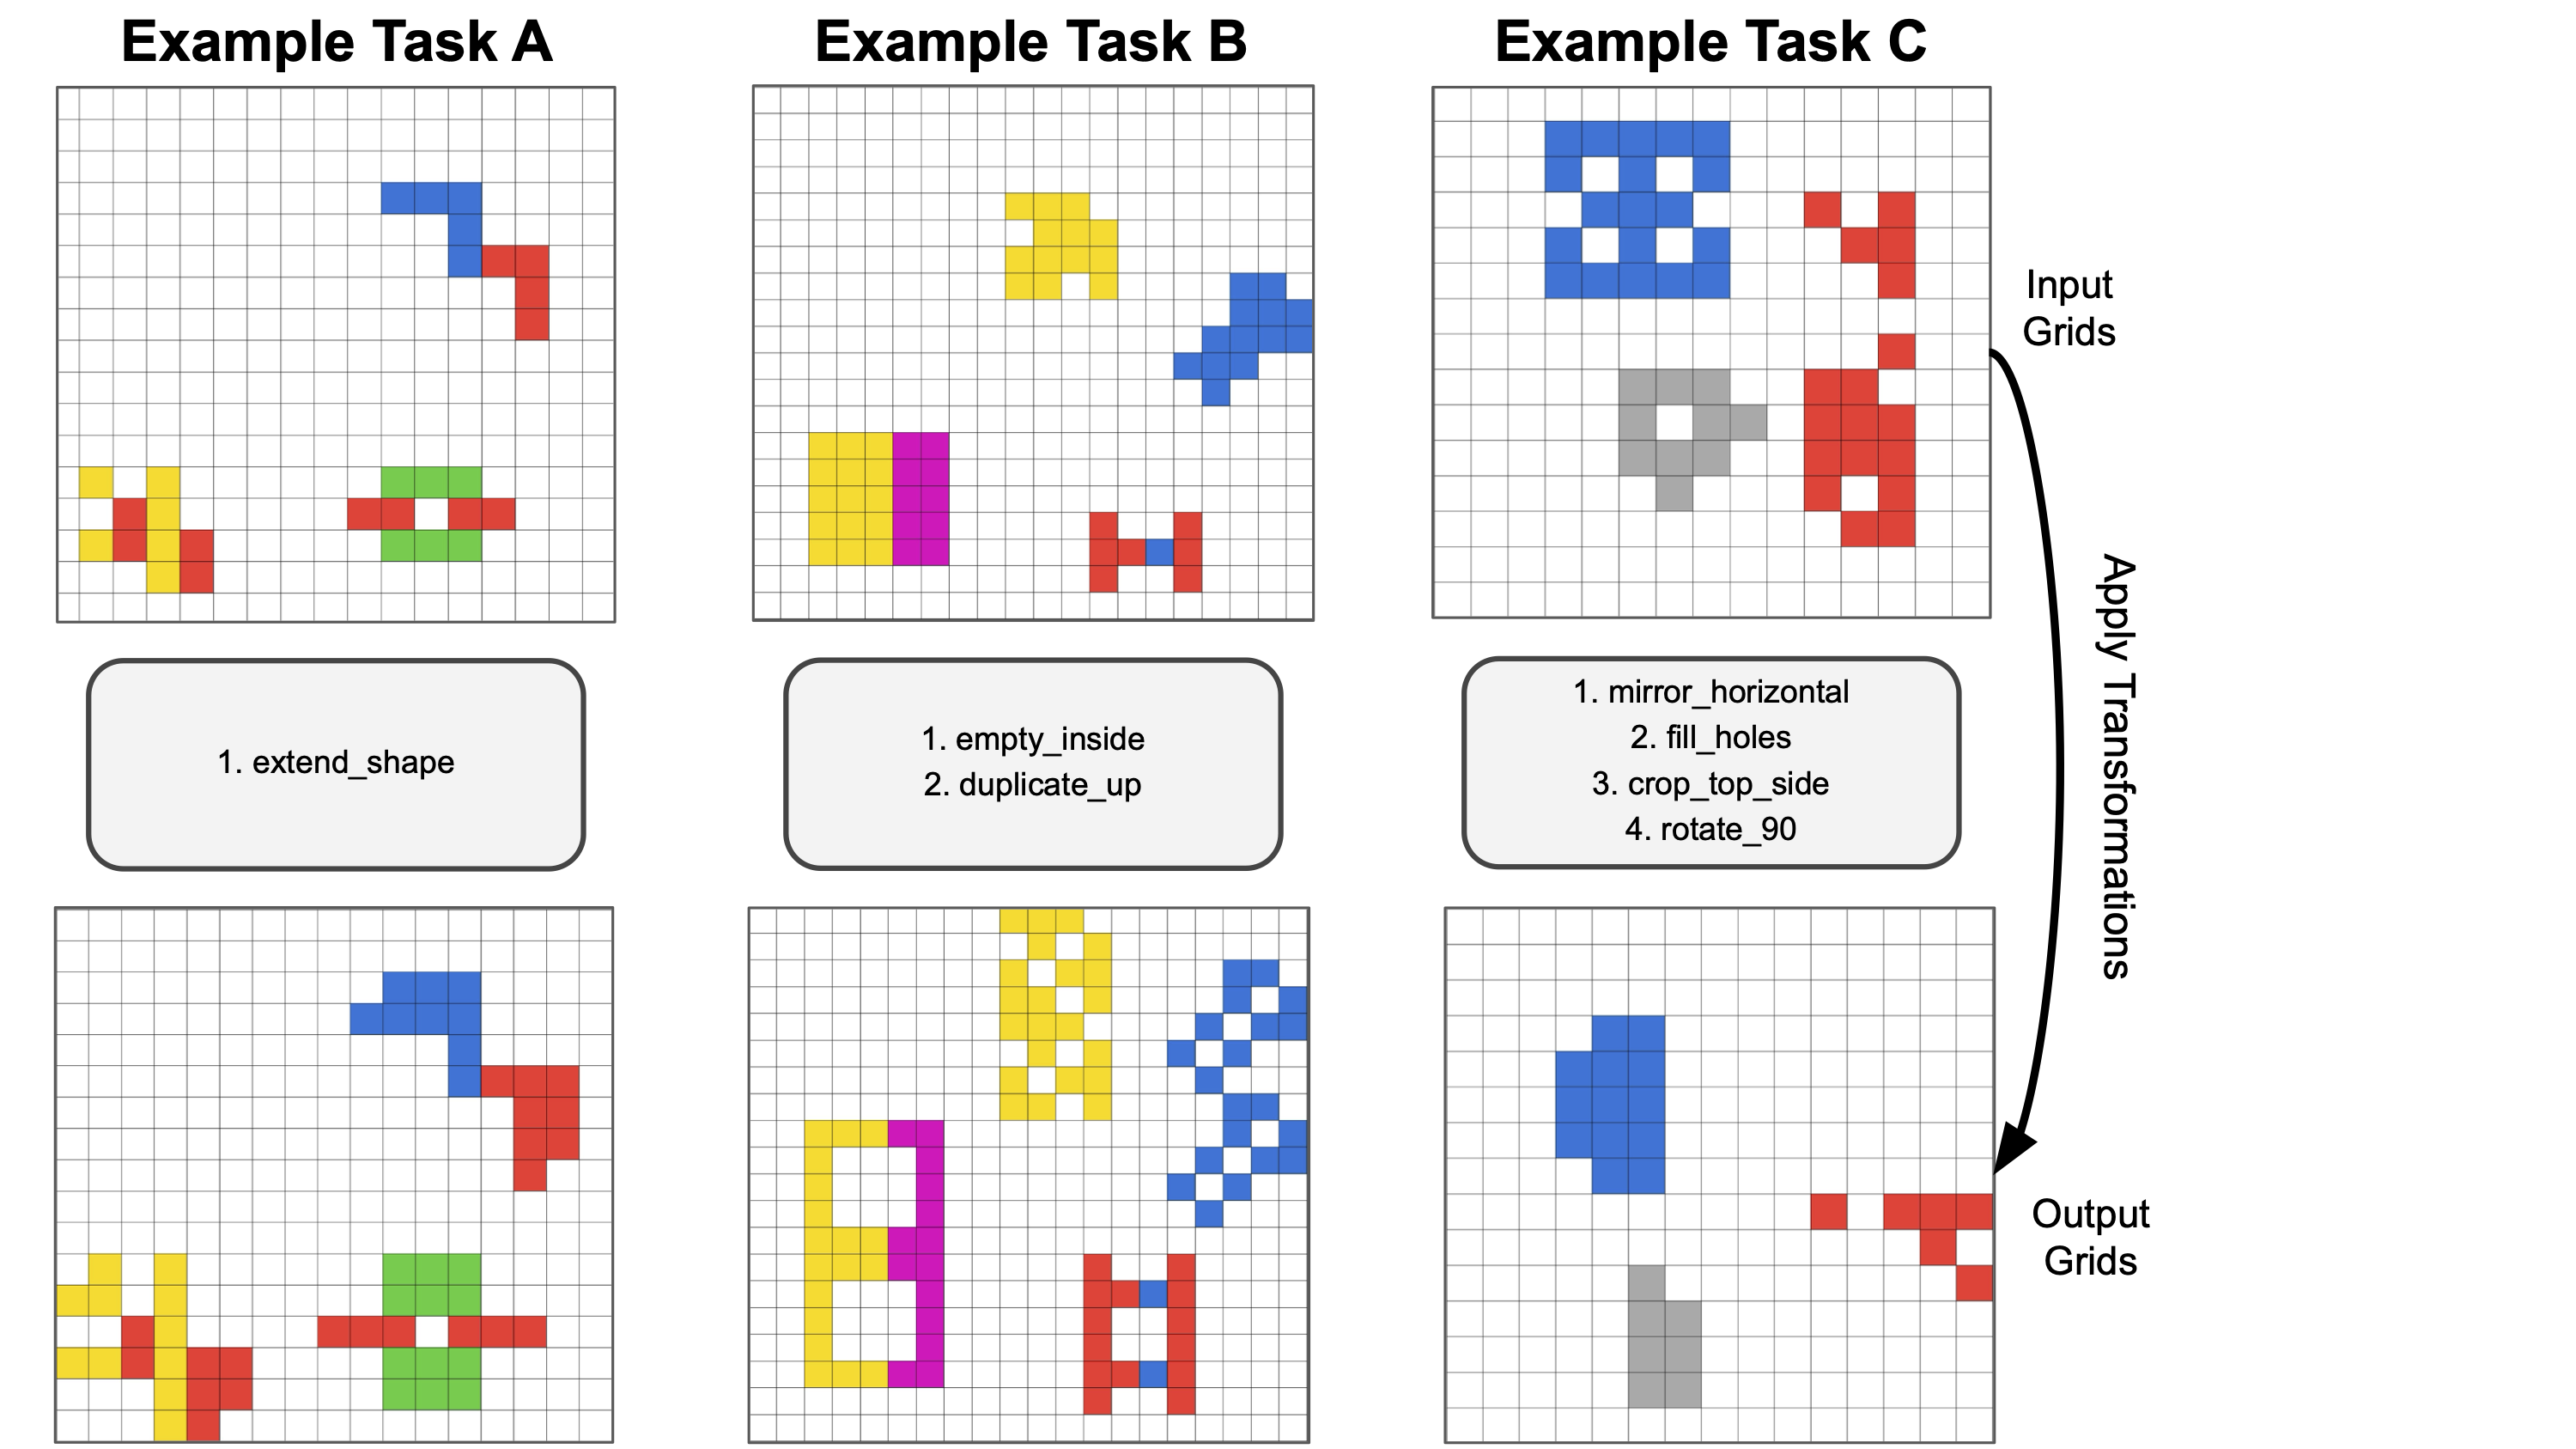 Example Task A
Example Task B
Example Task C
Input
Grids
1. extend_shape
1. empty_inside
2. duplicate_up
1. mirror_horizontal
2. fill_holes
3. crop_top_side
4. rotate_90
Apply Transformations
Output
Grids